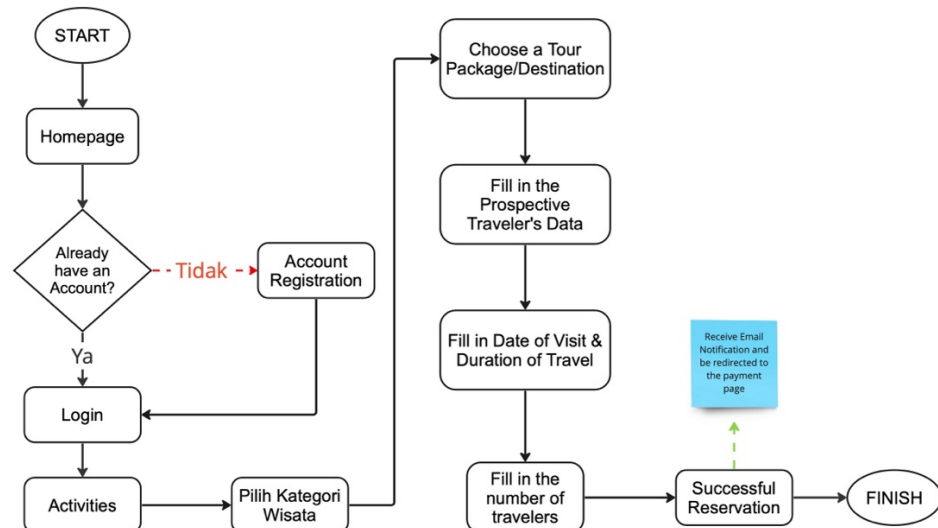 START
Homepage
Already
have an
Account?
Tidak
Account
Registration
Ya
Login
Activities
Pilih Kategori
Wisata
Choose a Tour
Package/Destination
Fill in the
Prospective
Traveler's Data
Fill in Date of Visit &
Duration of Travel
Fill in the
number of
travelers
Successful
Reservation
Receive Email
Notification and
be redirected to
the payment
page
FINISH